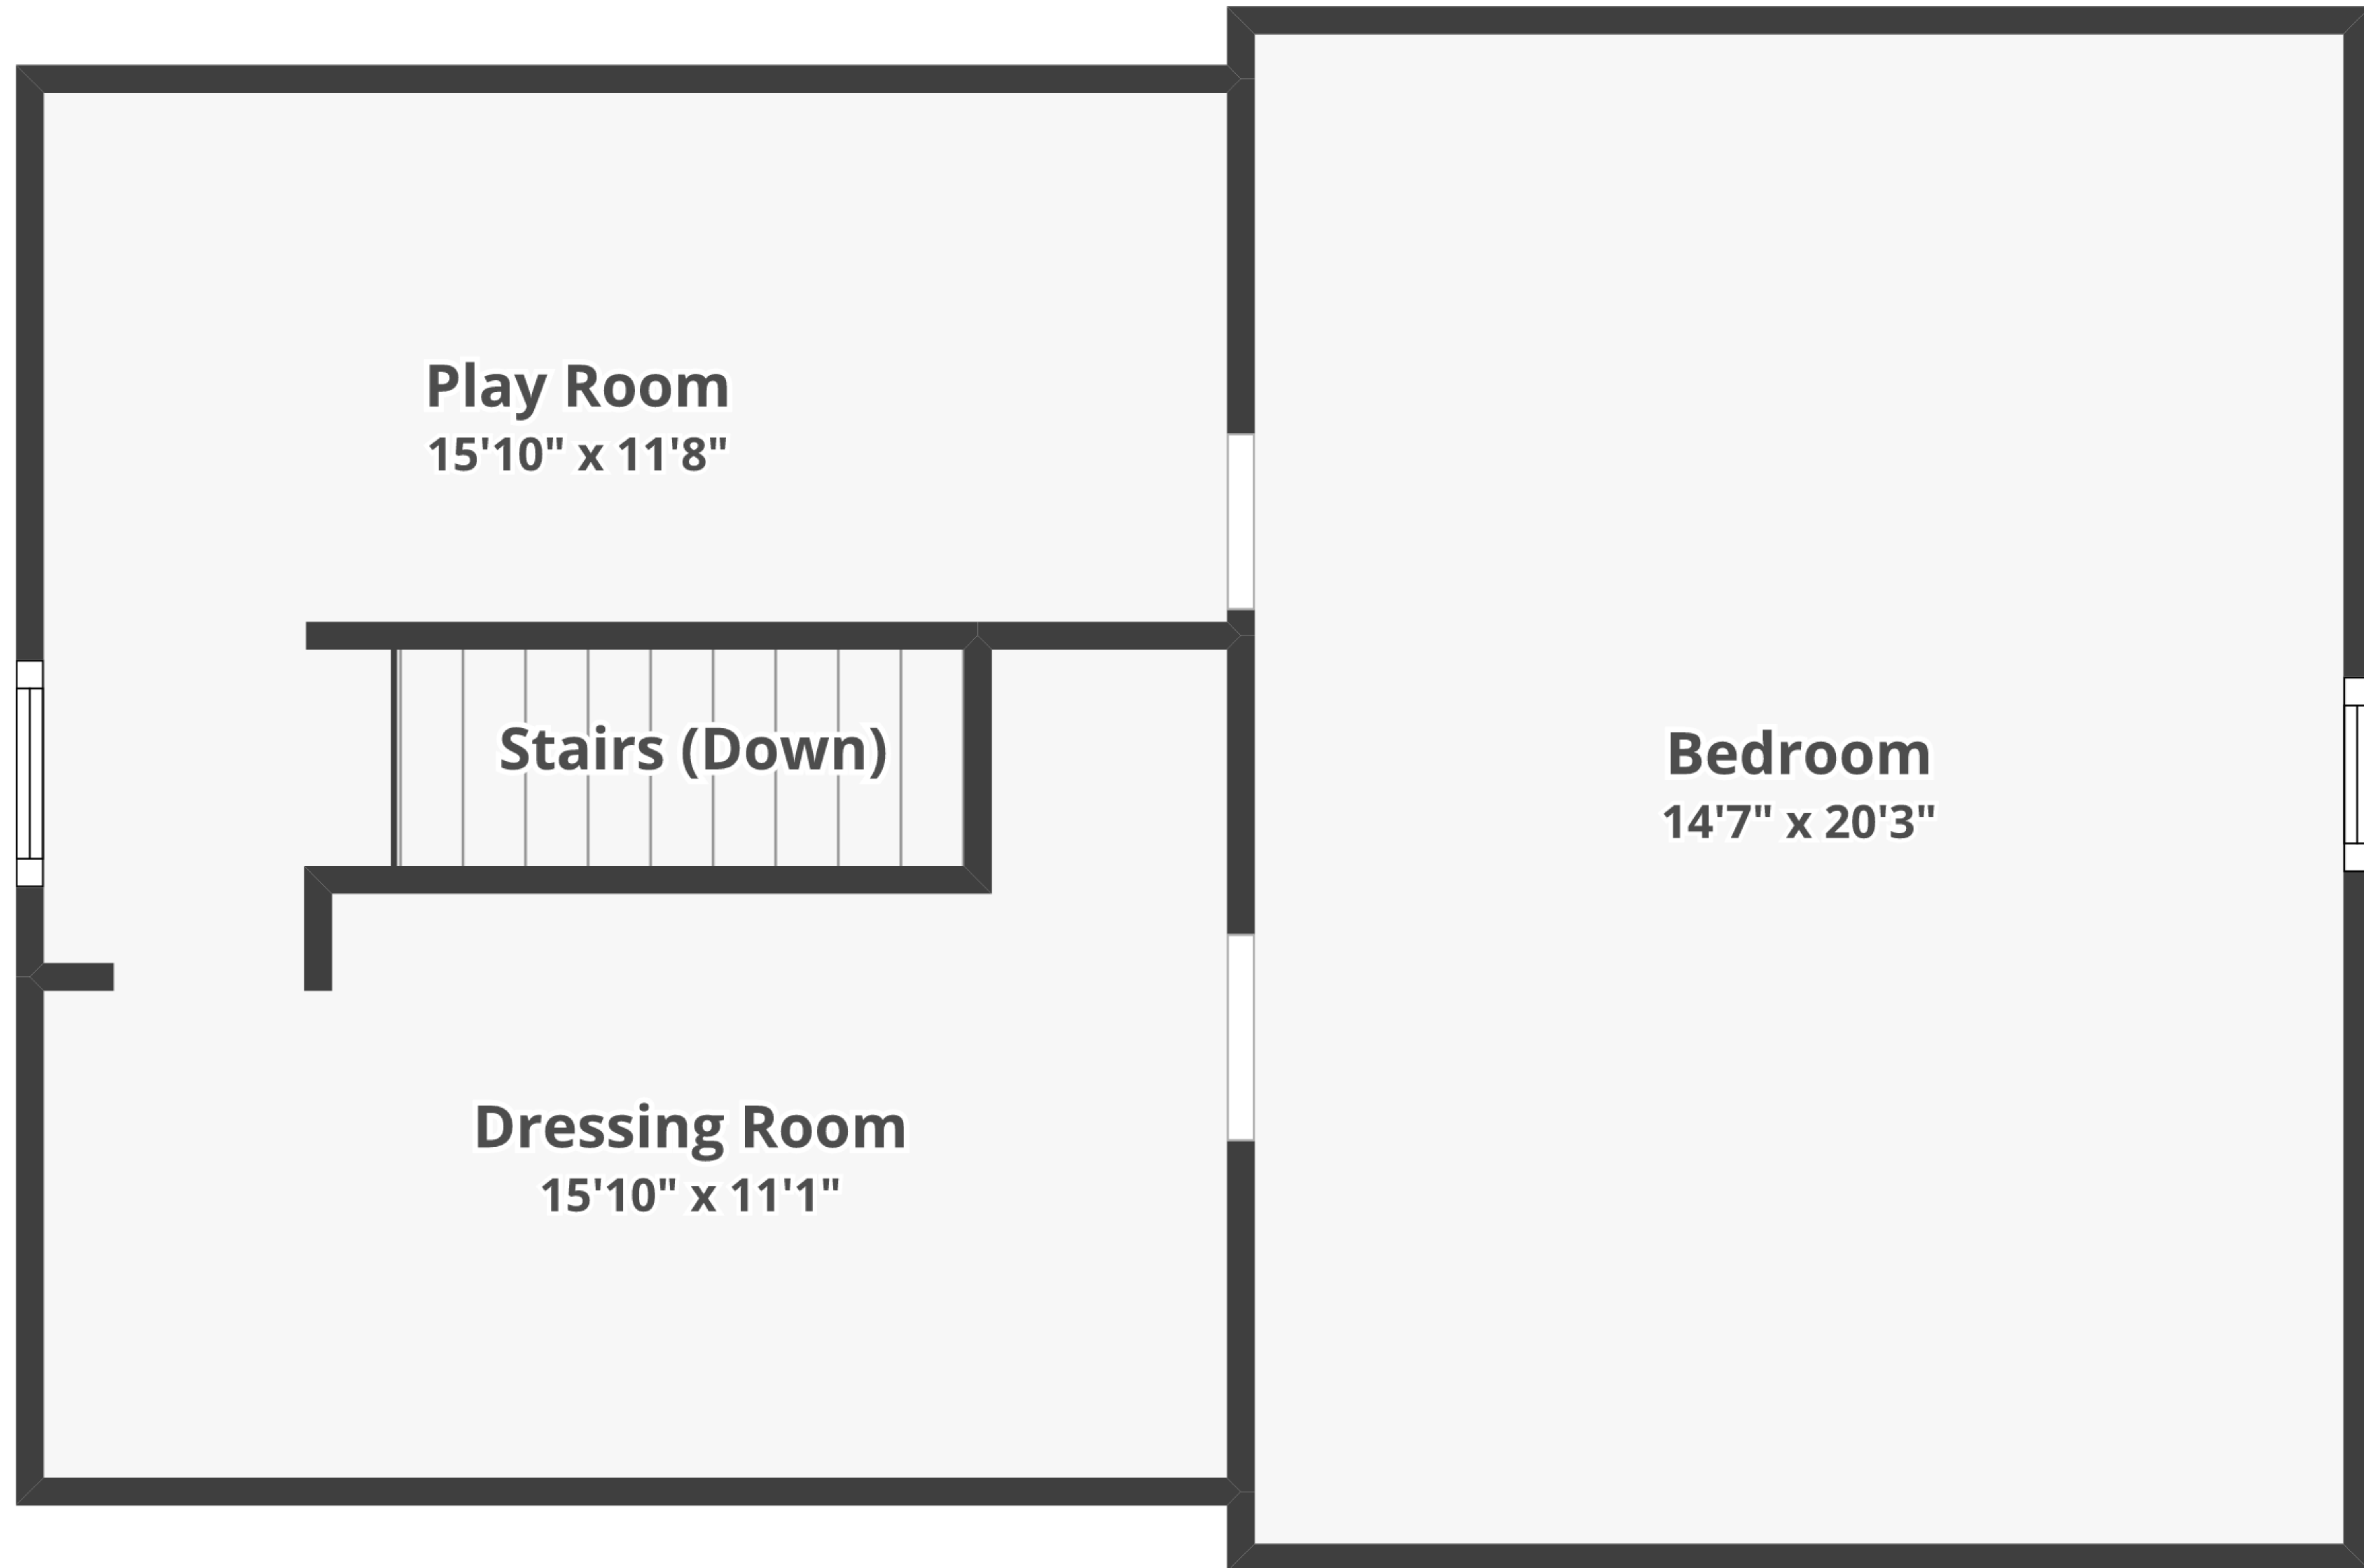 Play Room
15'10" x 11'8"
Stairs (Down)
Bedroom
14'7" x 20'3"
Dressing Room
15'10" x 11'1"